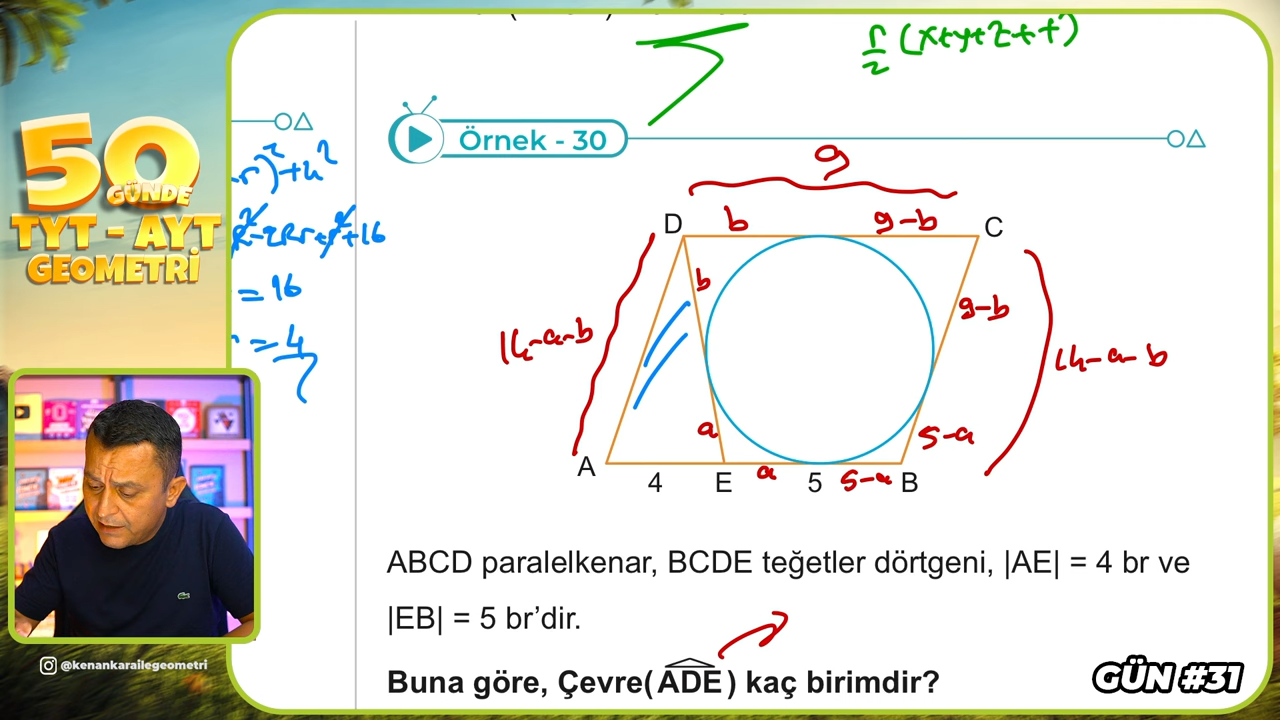 r/2 (x+y+z+t)
50
GÜNDE
TYT - AYT
GEOMETRİ
Örnek - 30
= 16
= 4
9
D
b
9-b
C
b
9-b
14-a-b
14-a-b
a
5-a
A
4
E
a
5
5-a
B
ABCD paralelkenar, BCDE teğetler dörtgeni, |AE| = 4 br ve
|EB| = 5 br’dir.
Buna göre, Çevre(ADE) kaç birimdir?
@kenankarailegeometri
GÜN #31